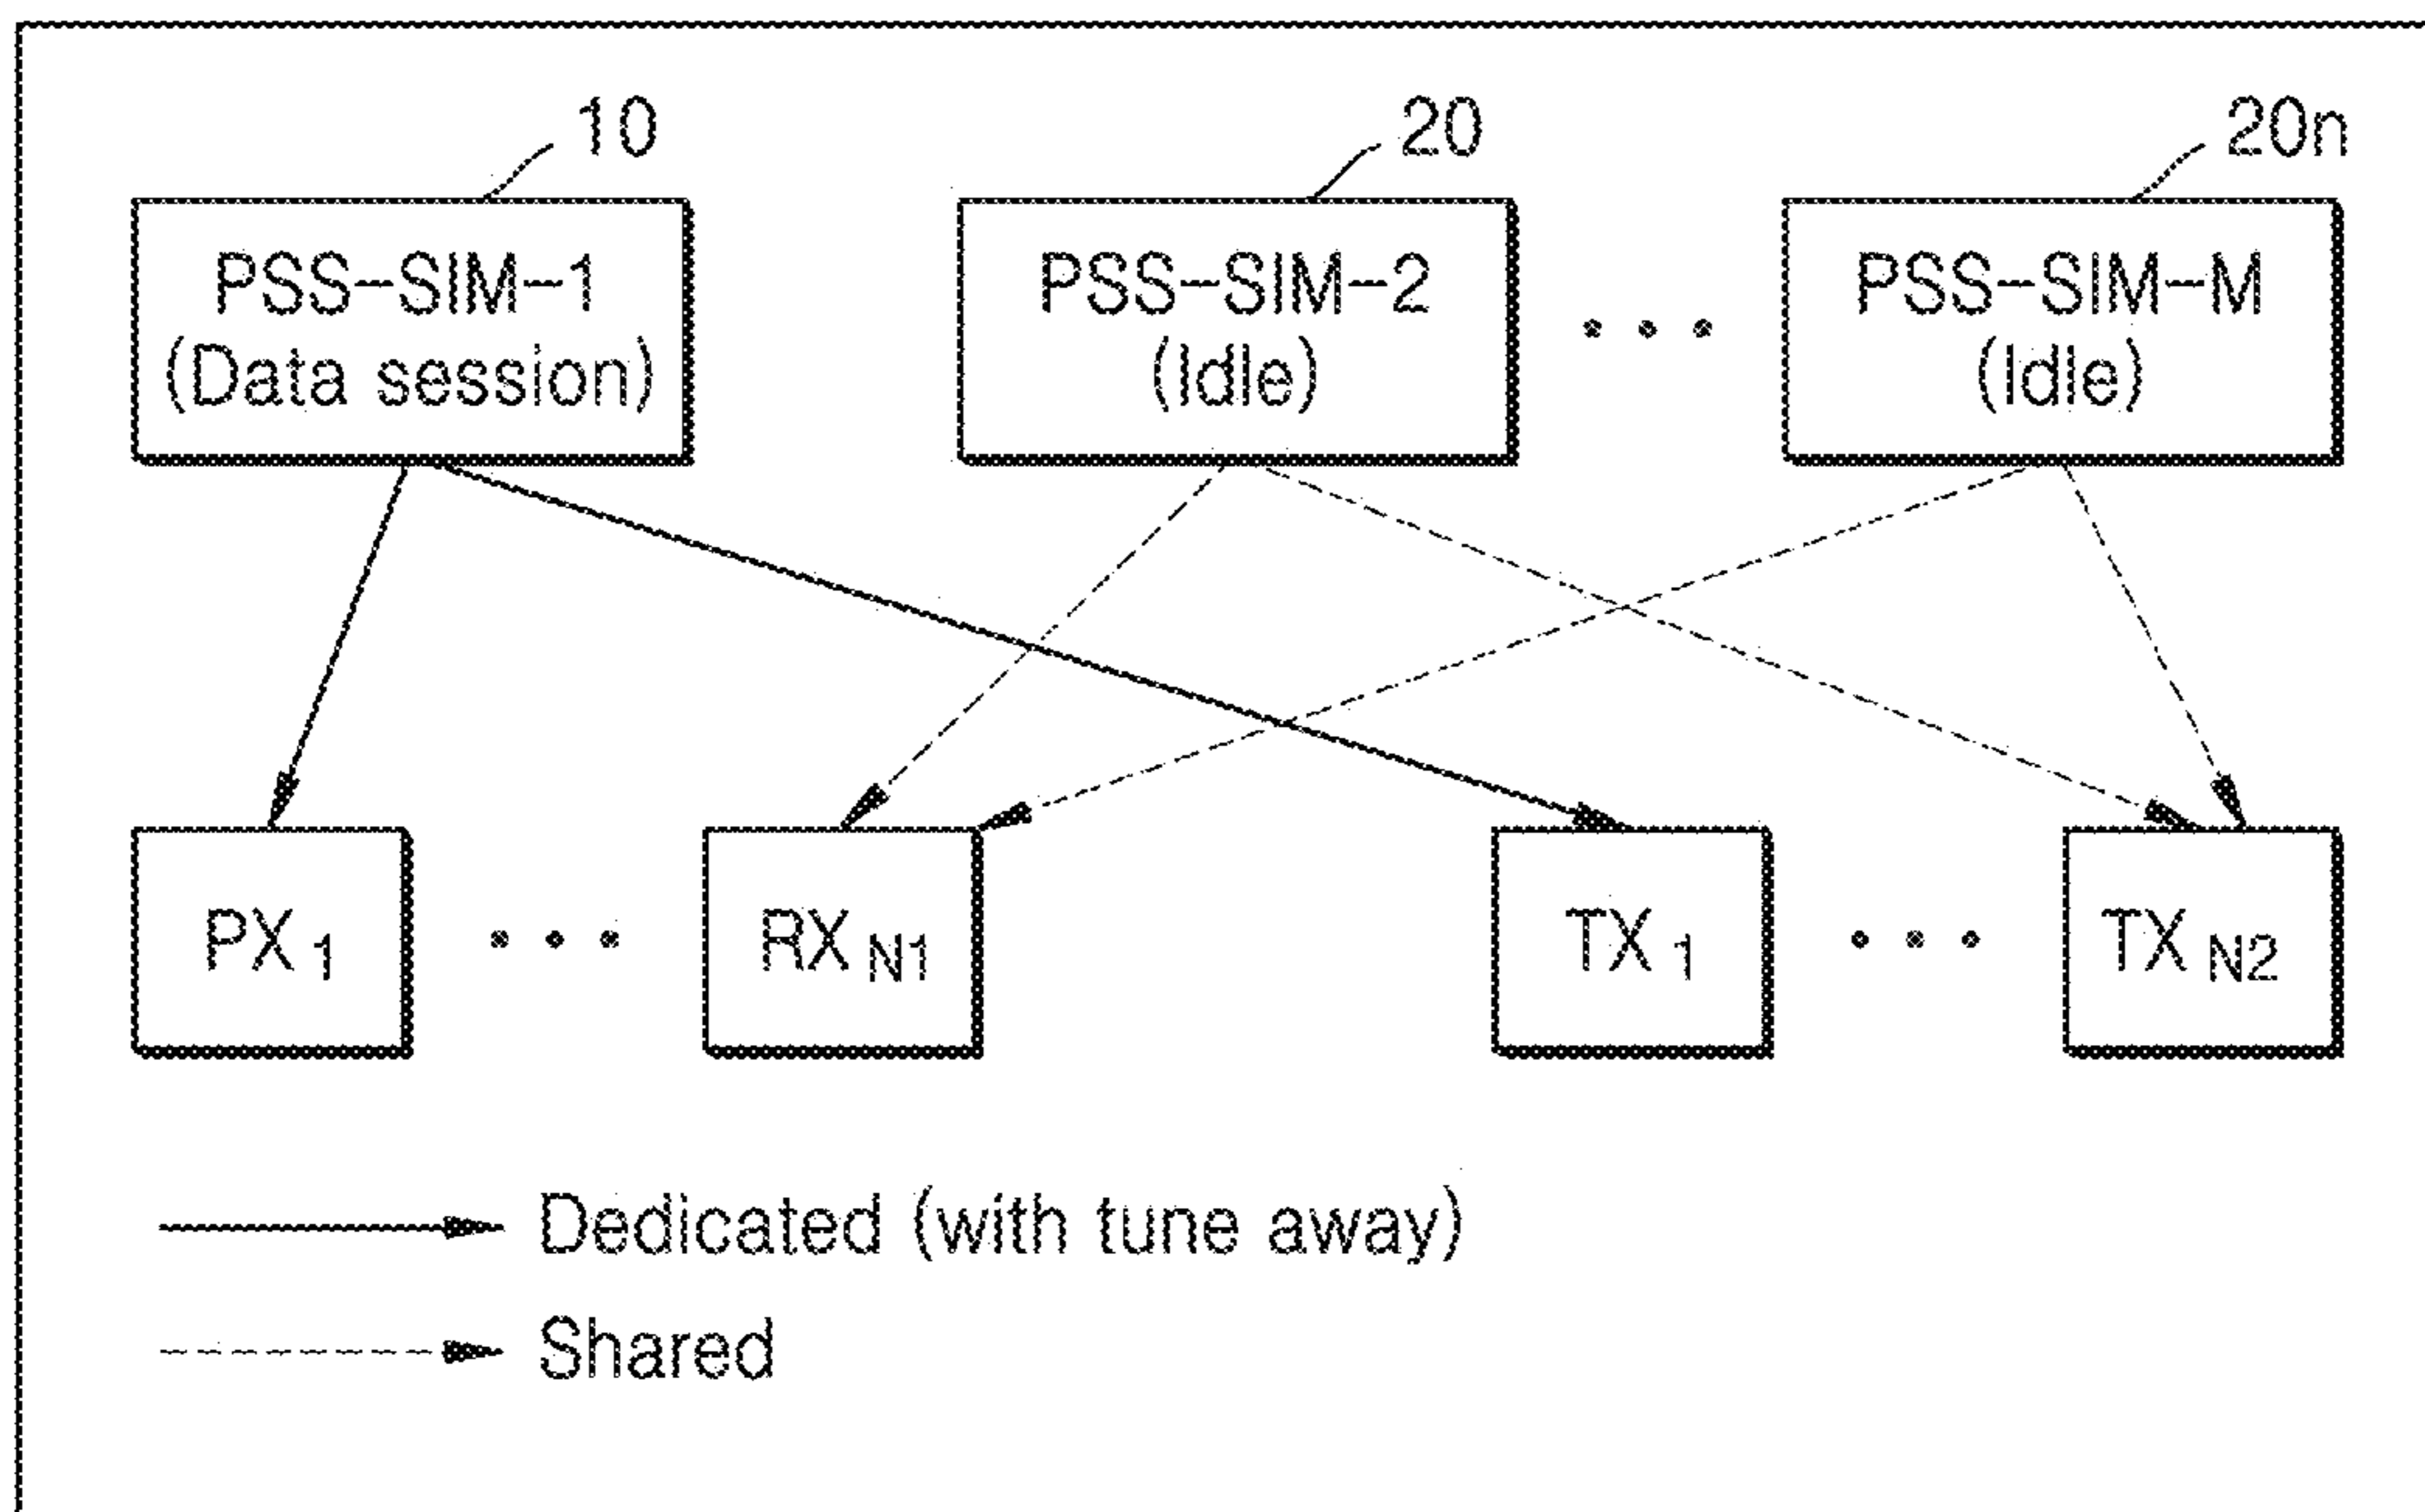 10
20
20n
PSS-SIM-1
(Data session)
PSS-SIM-2
(Idle)
• • •
PSS-SIM-M
(Idle)
PX1
• • •
RXN1
TX1
• • •
TXN2
Dedicated (with tune away)
Shared